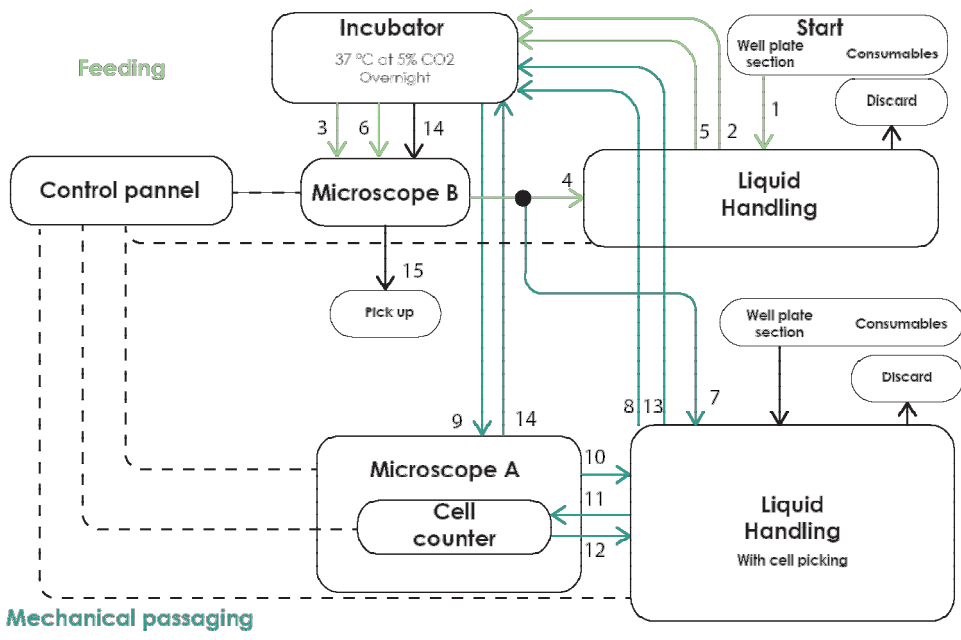 Incubator
37 °C at 5% CO2
Overnight
Start
Well plate
section
Consumables
Feeding
Discard
3
6
14
5
2
1
Control pannel
Microscope B
4
Liquid
Handling
15
Pick up
Well plate
section
Consumables
Discard
9
14
8
13
7
Microscope A
10
Cell
counter
11
12
Liquid
Handling
With cell picking
Mechanical passaging